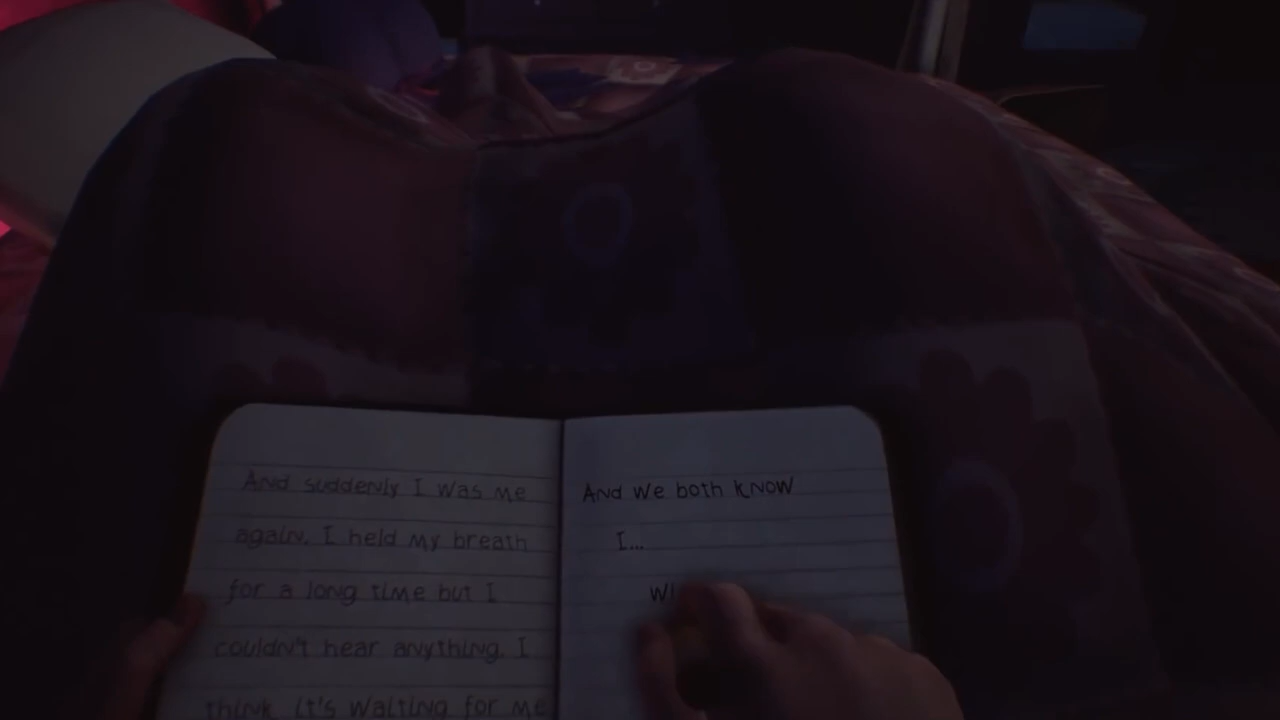 And suddenly I was me
again. I held my breath
for a long time but I
couldn't hear anything. I
think it's waiting for me
And we both know
I...
Wi